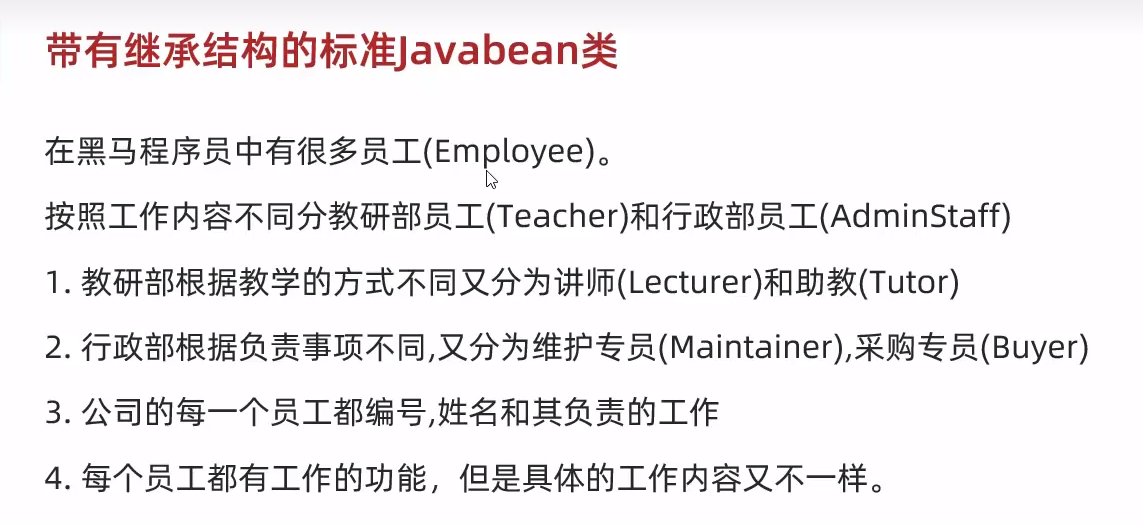 带有继承结构的标准Javabean类
在黑马程序员中有很多员工(Employee)。
按照工作内容不同分教研部员工(Teacher)和行政部员工(AdminStaff)
1. 教研部根据教学的方式不同又分为讲师(Lecturer)和助教(Tutor)
2. 行政部根据负责事项不同,又分为维护专员(Maintainer),采购专员(Buyer)
3. 公司的每一个员工都编号,姓名和其负责的工作
4. 每个员工都有工作的功能，但是具体的工作内容又不一样。